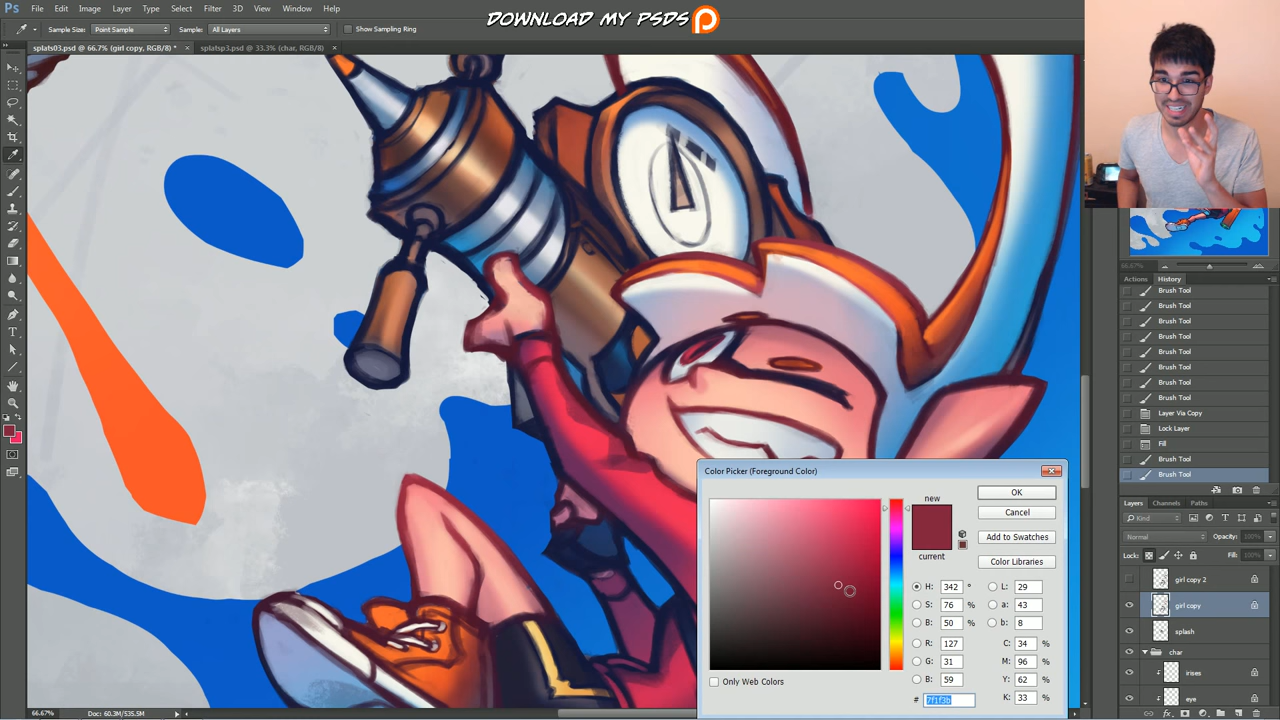 Ps File Edit Image Layer Type Select Filter 3D View Window Help
DOWNLOAD MY PSDS
Sample Size: Point Sample Sample: All Layers Show Sampling Ring
splats03.psd @ 66.7% (girl copy, RGB/8) * × splatsp3.psd @ 33.3% (char, RGB/8) ×
66.67%
Actions History
Brush Tool
Brush Tool
Brush Tool
Brush Tool
Brush Tool
Brush Tool
Brush Tool
Brush Tool
Layer Via Copy
Lock Layer
Fill
Brush Tool
Brush Tool
Color Picker (Foreground Color)
new
current
OK
Cancel
Add to Swatches
Color Libraries
H: 342 °
S: 76 %
B: 50 %
R: 127
G: 31
B: 59
L: 29
a: 43
b: 8
C: 34 %
M: 96 %
Y: 62 %
K: 33 %
# 7f1f3b
Only Web Colors
Layers Channels Paths
Kind
Normal Opacity: 100%
Lock: Fill: 100%
girl copy 2
girl copy
splash
char
irises
eye
66.67% Doc: 60.3M/535.5M